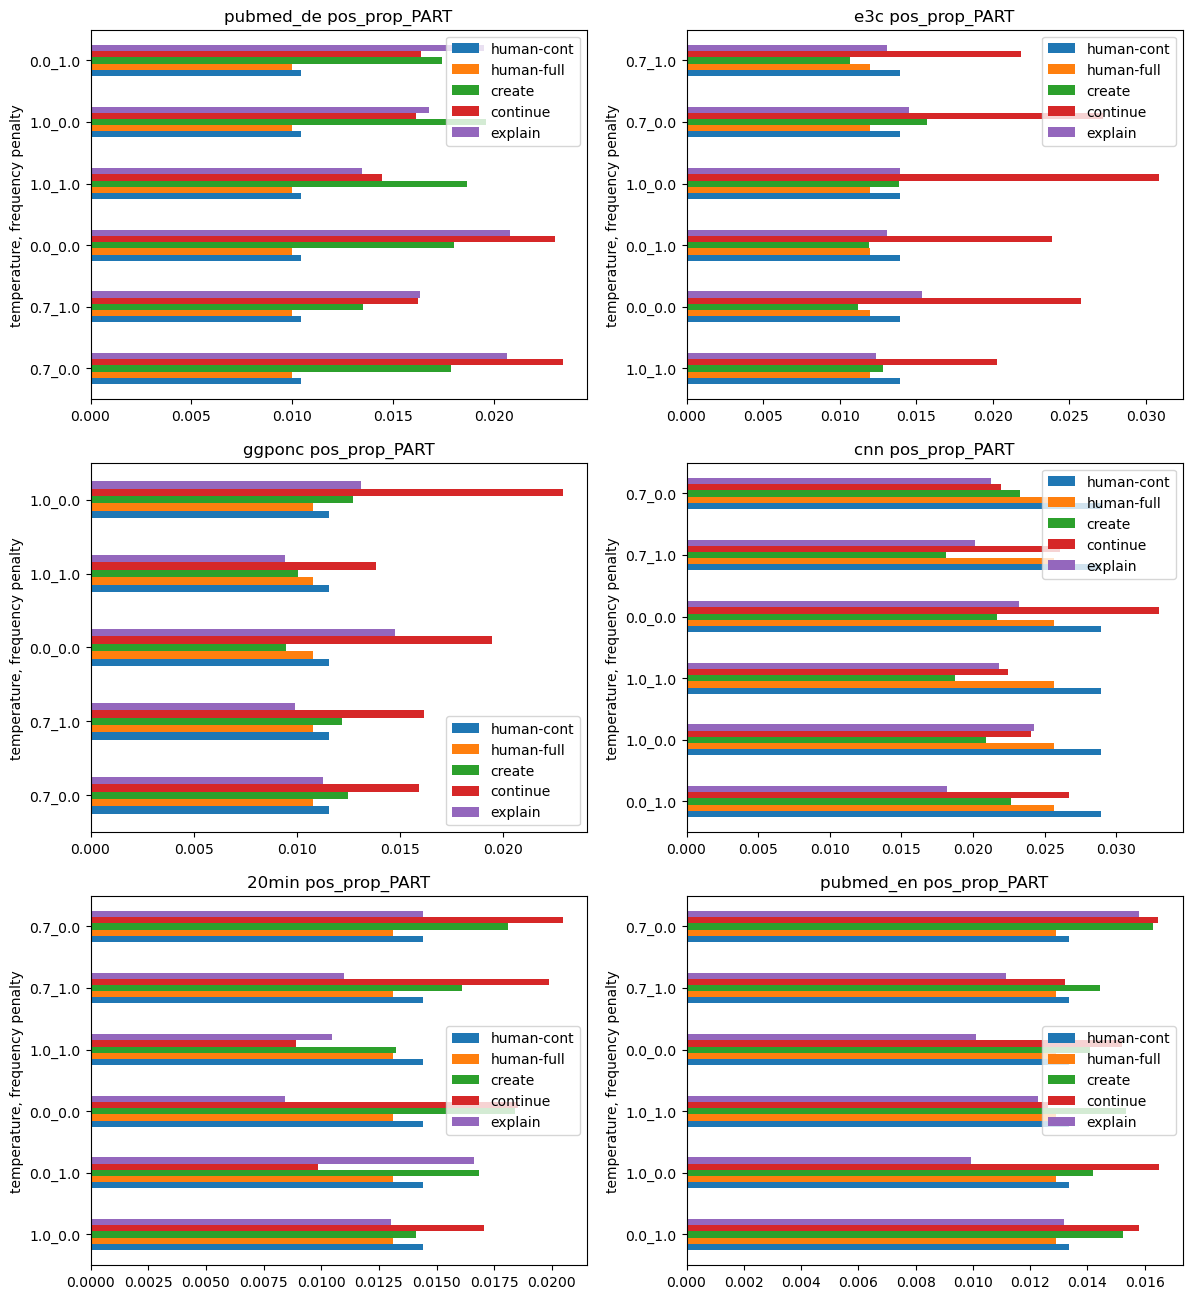 pubmed_de pos_prop_PART
temperature, frequency penalty
0.0_1.0
1.0_0.0
1.0_1.0
0.0_0.0
0.7_1.0
0.7_0.0
0.000 0.005 0.010 0.015 0.020
human-cont
human-full
create
continue
explain
e3c pos_prop_PART
temperature, frequency penalty
0.7_1.0
0.7_0.0
1.0_0.0
0.0_1.0
0.0_0.0
1.0_1.0
0.000 0.005 0.010 0.015 0.020 0.025 0.030
human-cont
human-full
create
continue
explain
ggponc pos_prop_PART
temperature, frequency penalty
1.0_0.0
1.0_1.0
0.0_0.0
0.7_1.0
0.7_0.0
0.000 0.005 0.010 0.015 0.020
human-cont
human-full
create
continue
explain
cnn pos_prop_PART
temperature, frequency penalty
0.7_0.0
0.7_1.0
0.0_0.0
1.0_1.0
1.0_0.0
0.0_1.0
0.000 0.005 0.010 0.015 0.020 0.025 0.030
human-cont
human-full
create
continue
explain
20min pos_prop_PART
temperature, frequency penalty
0.7_0.0
0.7_1.0
1.0_1.0
0.0_0.0
0.0_1.0
1.0_0.0
0.0000 0.0025 0.0050 0.0075 0.0100 0.0125 0.0150 0.0175 0.0200
human-cont
human-full
create
continue
explain
pubmed_en pos_prop_PART
temperature, frequency penalty
0.7_0.0
0.7_1.0
0.0_0.0
1.0_1.0
1.0_0.0
0.0_1.0
0.000 0.002 0.004 0.006 0.008 0.010 0.012 0.014 0.016
human-cont
human-full
create
continue
explain